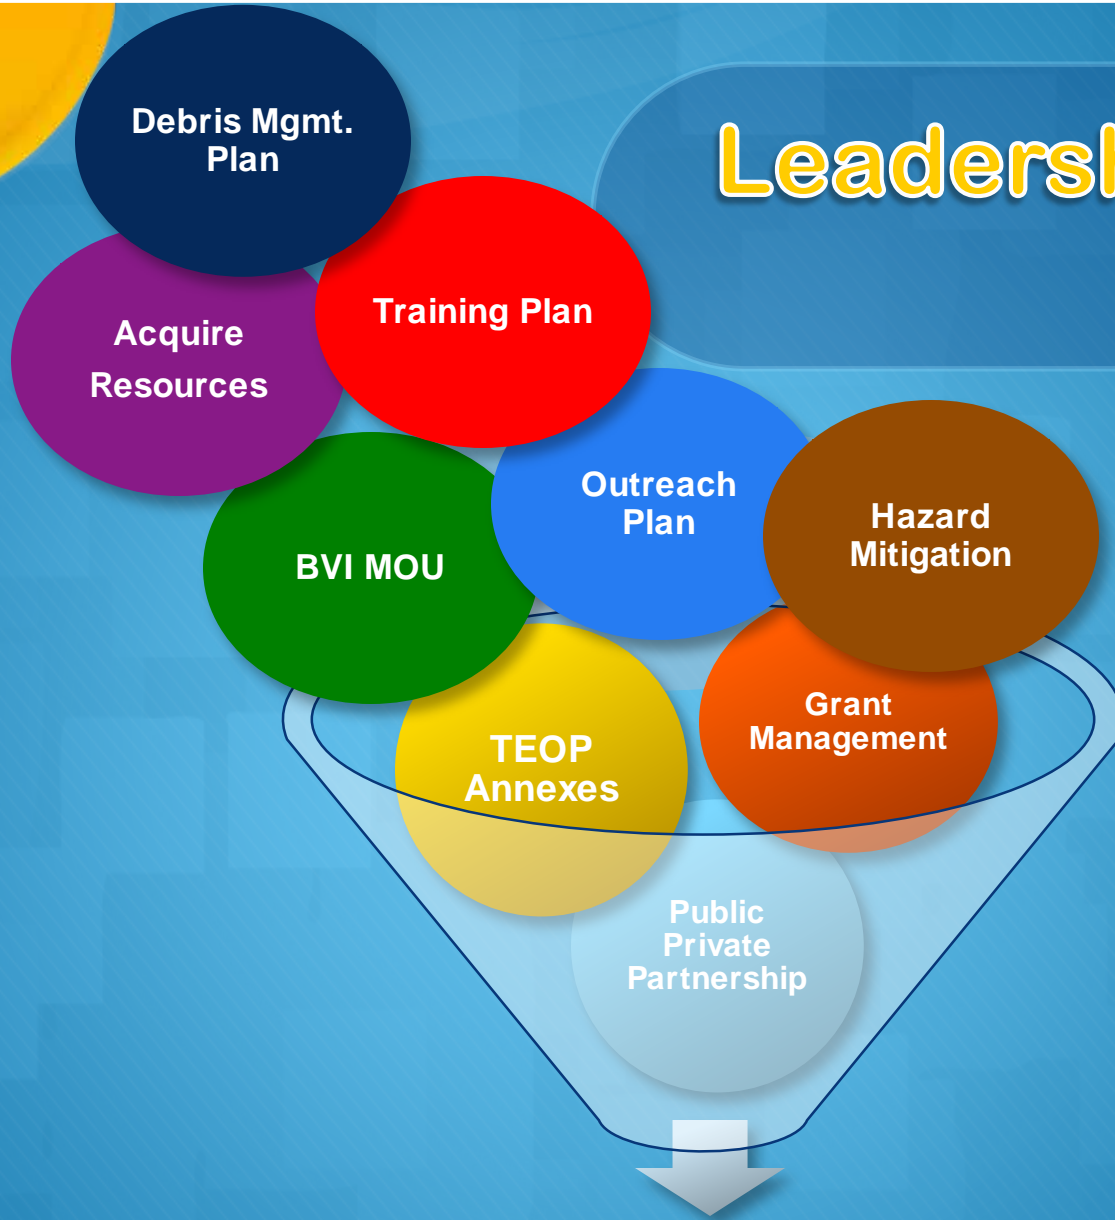 Leadersh
Debris Mgmt.
Plan
Training Plan
Acquire
Resources
Outreach
Plan
Hazard
Mitigation
BVI MOU
Grant
Management
TEOP
Annexes
Public
Private
Partnership